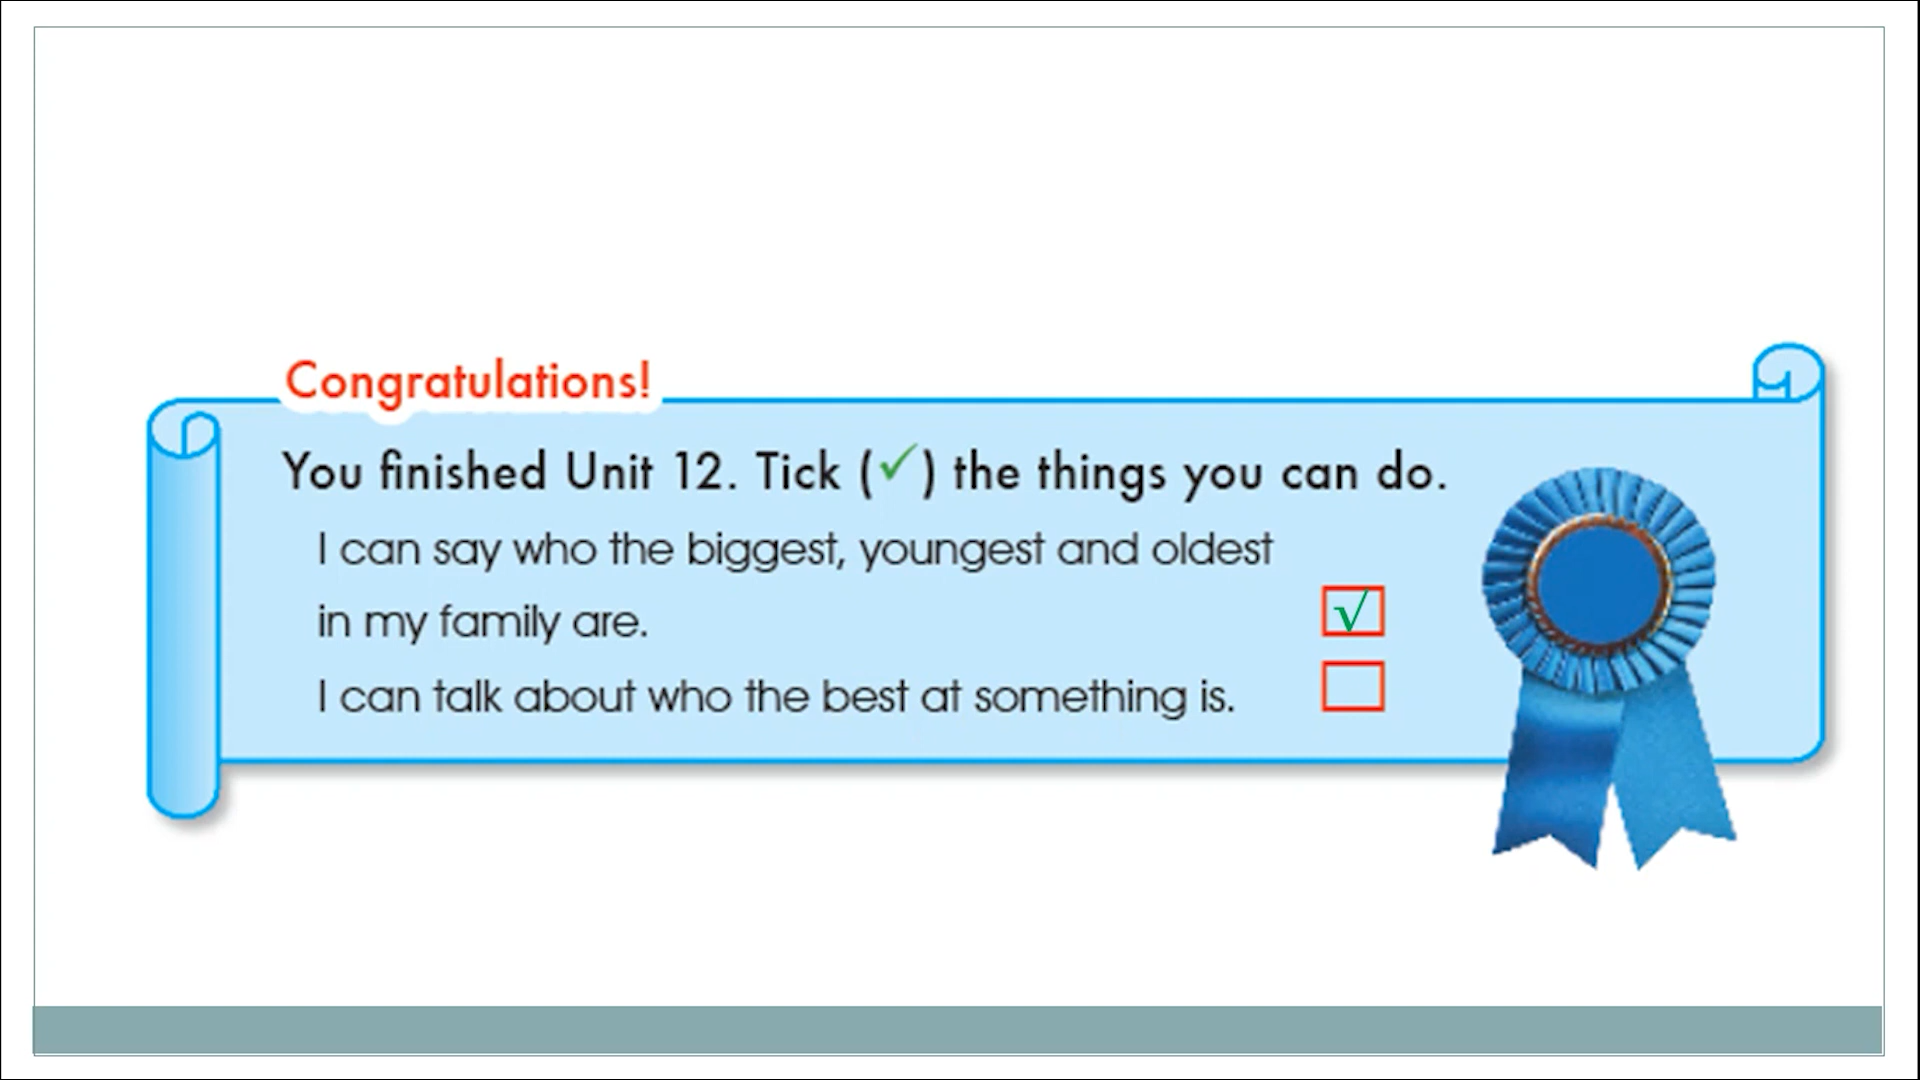 Congratulations!
You finished Unit 12. Tick (✓) the things you can do.
I can say who the biggest, youngest and oldest
in my family are. √
I can talk about who the best at something is.